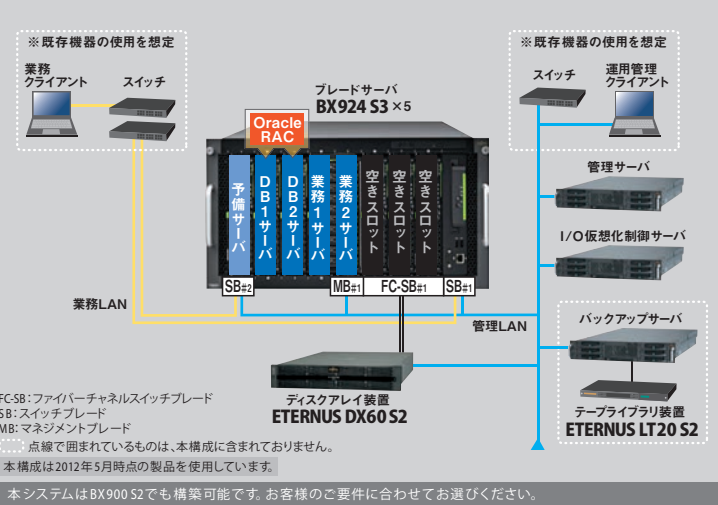 ※既存機器の使用を想定
業務
クライアント
スイッチ
ブレードサーバ
BX924 S3 ×5
Oracle
RAC
予備サーバ
DB1サーバ
DB2サーバ
業務1サーバ
業務2サーバ
空きスロット
空きスロット
空きスロット
SB#2
MB#1
FC-SB#1
SB#1
※既存機器の使用を想定
スイッチ
運用管理
クライアント
管理サーバ
I/O仮想化制御サーバ
業務LAN
管理LAN
バックアップサーバ
テープライブラリ装置
ETERNUS LT20 S2
ディスクアレイ装置
ETERNUS DX60 S2
FC-SB：ファイバーチャネルスイッチブレード
SB：スイッチブレード
MB：マネジメントブレード
点線で囲まれているものは、本構成に含まれておりません。
本構成は2012年5月時点の製品を使用しています。
本システムはBX900 S2でも構築可能です。お客様のご要件に合わせてお選びください。